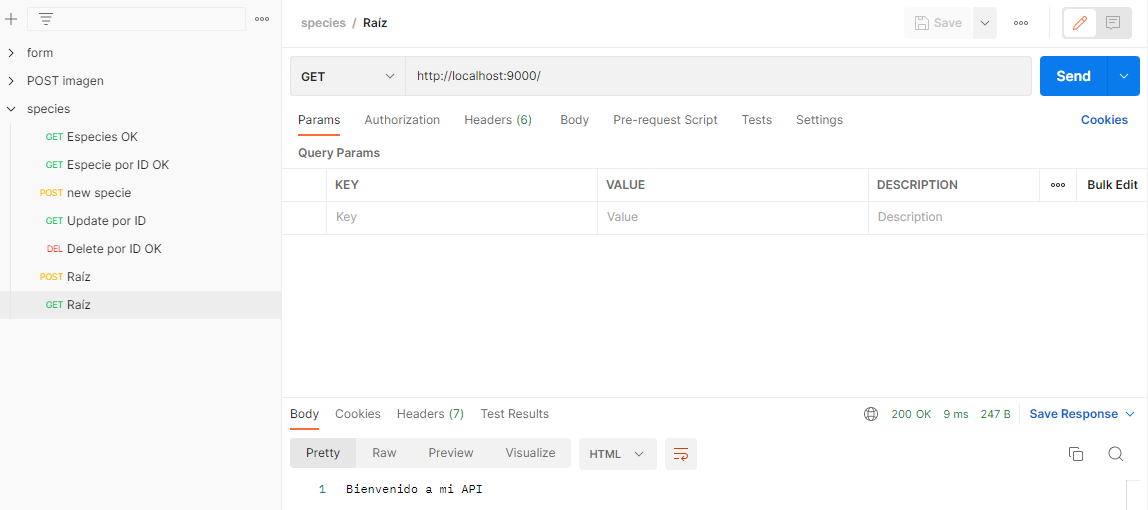 species / Raíz
Save
form
POST imagen
species
GET Especies OK
GET Especie por ID OK
POST new specie
GET Update por ID
DEL Delete por ID OK
POST Raíz
GET Raíz
GET http://localhost:9000/ Send
Params Authorization Headers (6) Body Pre-request Script Tests Settings Cookies
Query Params
KEY VALUE DESCRIPTION Bulk Edit
Key Value Description
Body Cookies Headers (7) Test Results 200 OK 9 ms 247 B Save Response
Pretty Raw Preview Visualize HTML
1 Bienvenido a mi API